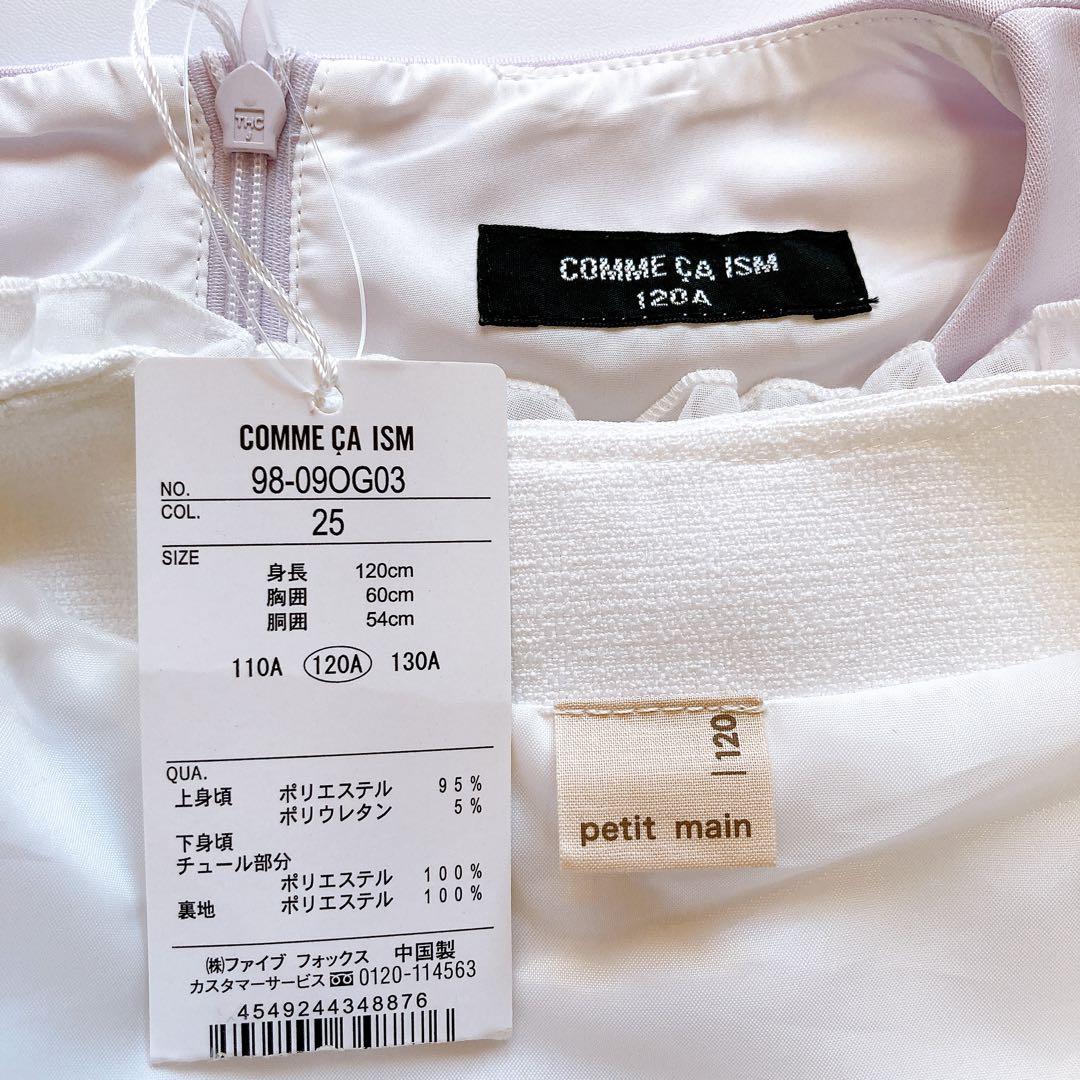 THC
COMME ÇA ISM
120A
COMME ÇA ISM
NO. 98-09OG03
COL. 25
SIZE
身長 120cm
胸囲 60cm
胴囲 54cm
110A 120A 130A
QUA.
上身頃 ポリエステル 95%
ポリウレタン 5%
下身頃
チュール部分
ポリエステル 100%
裏地 ポリエステル 100%
㈱ファイブ フォックス 中国製
カスタマーサービス 0120-114563
4549244348876
120
petit main